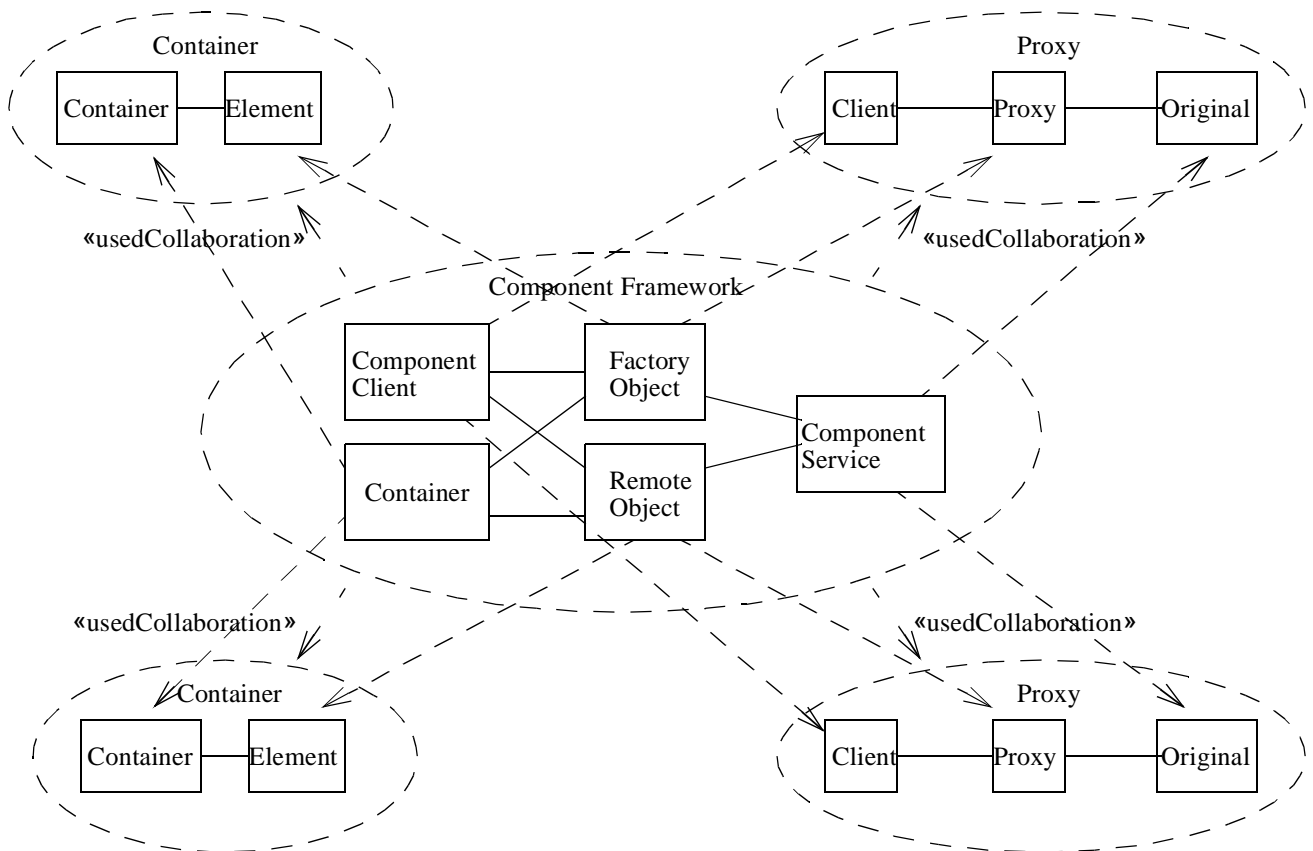 Container
Proxy
Container
Element
Client
Proxy
Original
«usedCollaboration»
«usedCollaboration»
Component Framework
Component
Client
Factory
Object
Component
Service
Container
Remote
Object
«usedCollaboration»
«usedCollaboration»
Container
Proxy
Container
Element
Client
Proxy
Original